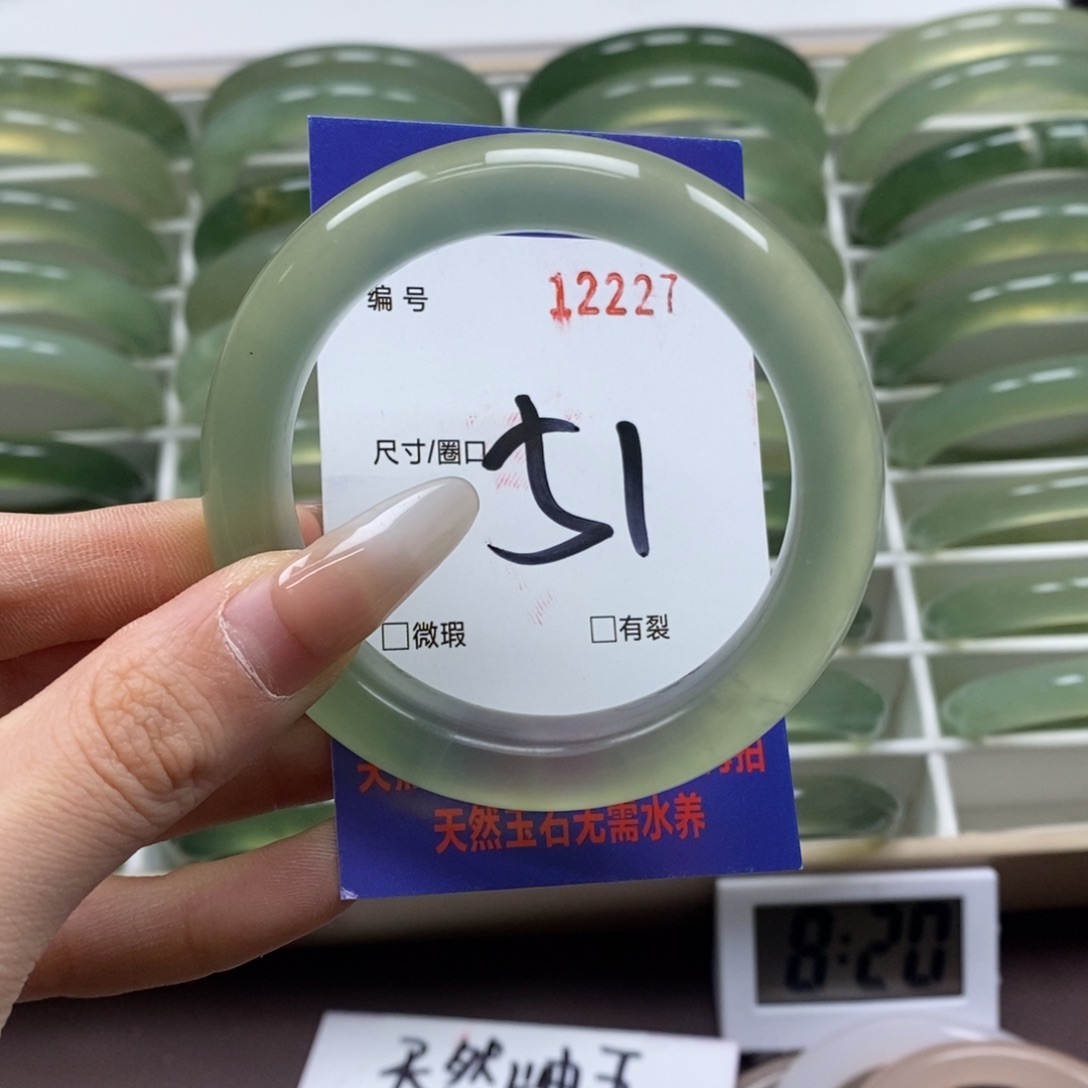 编号 12227
尺寸/圈口 51
□微瑕 □有裂
天然玉石无需水养
8:20
天然